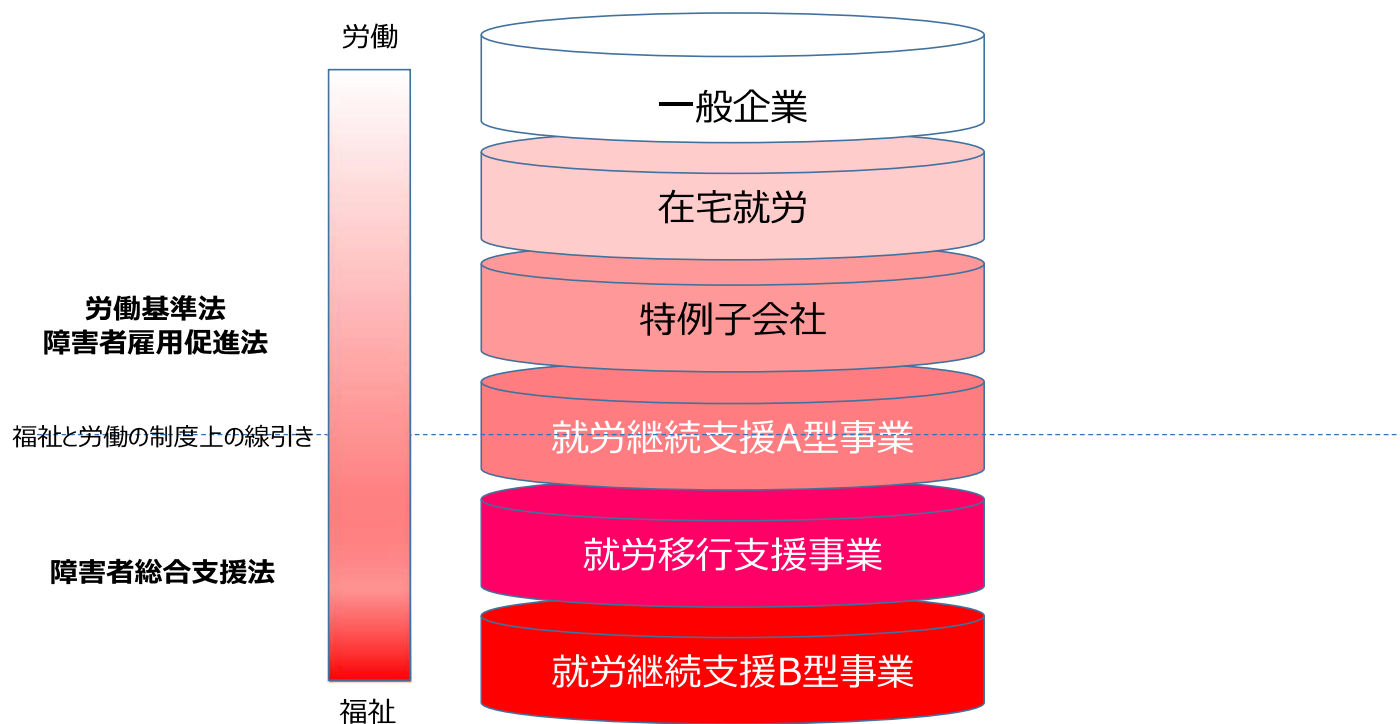 労働
一般企業
在宅就労
特例子会社
労働基準法
障害者雇用促進法
就労継続支援A型事業
福祉と労働の制度上の線引き
就労移行支援事業
障害者総合支援法
就労継続支援B型事業
福祉